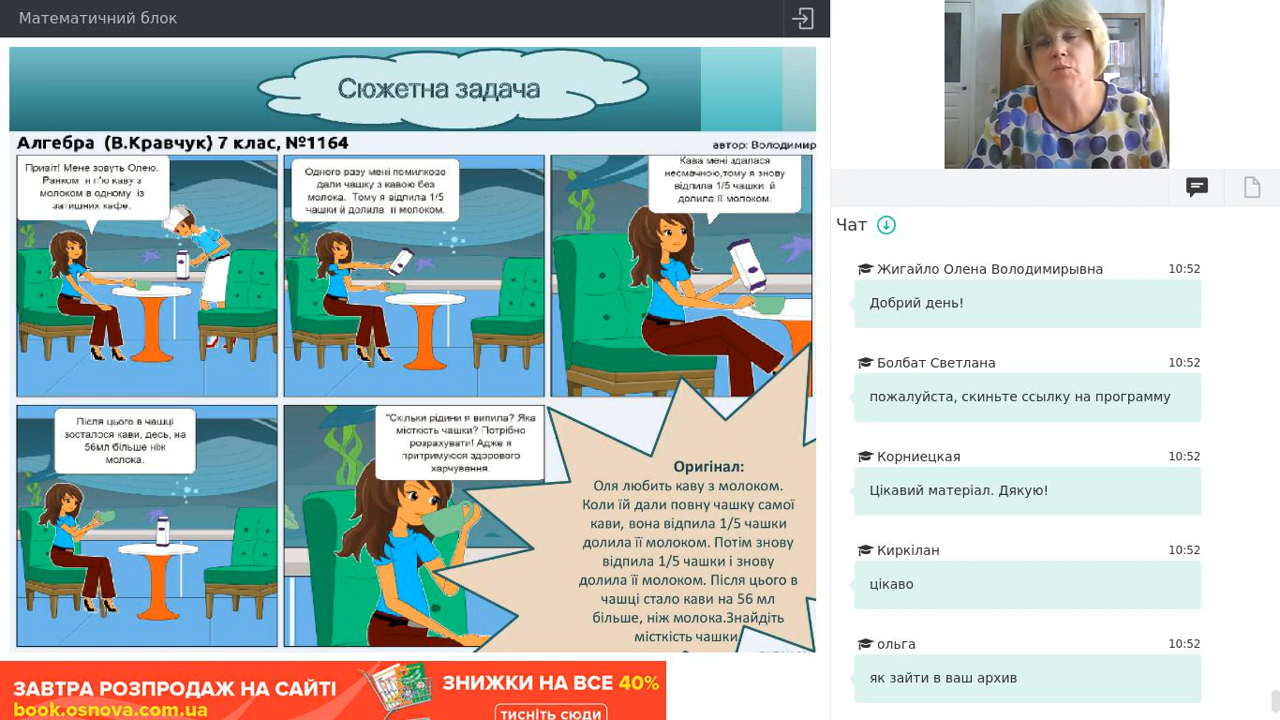 Математичний блок
Сюжетна задача
Алгебра (В.Кравчук) 7 клас, №1164
автор: Володимир
Привіт! Мене зовуть Олею.
Ранком я п'ю каву з
молоком в одному із
затишних кафе.
Одного разу мені помилково
дали чашку з кавою без
молока. Тому я відпила 1/5
чашки й долила її молоком.
Кава мені здалася
несмачною,тому я знову
відпила 1/5 чашки й
долила її молоком.
Після цього в чашці
зосталося кави, десь, на
56мл більше ніж
молока.
"Скільки рідини я випила? Яка
місткість чашки? Потрібно
розрахувати! Адже я
притримуюся здорового
харчування.
Оригінал:
Оля любить каву з молоком.
Коли їй дали повну чашку самої
кави, вона відпила 1/5 чашки
долила її молоком. Потім знову
відпила 1/5 чашки і знову
долила її молоком. Після цього в
чашці стало кави на 56 мл
більше, ніж молока.Знайдіть
місткість чашки
ЗАВТРА РОЗПРОДАЖ НА САЙТІ
book.osnova.com.ua
ЗНИЖКИ НА ВСЕ 40%
тисніть сюди
Чат
Жигайло Олена Володимирывна 10:52
Добрий день!
Болбат Светлана 10:52
пожалуйста, скиньте ссылку на программу
Корниецкая 10:52
Цікавий матеріал. Дякую!
Киркілан 10:52
цікаво
ольга 10:52
як зайти в ваш архив